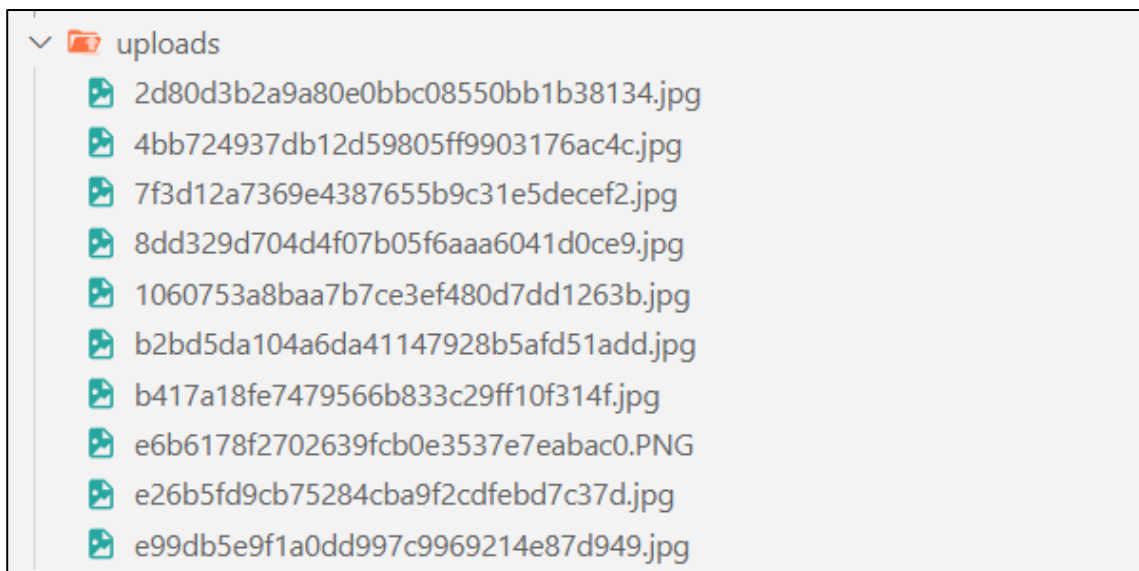 uploads
2d80d3b2a9a80e0bbc08550bb1b38134.jpg
4bb724937db12d59805ff9903176ac4c.jpg
7f3d12a7369e4387655b9c31e5decef2.jpg
8dd329d704d4f07b05f6aaa6041d0ce9.jpg
1060753a8baa7b7ce3ef480d7dd1263b.jpg
b2bd5da104a6da41147928b5afd51add.jpg
b417a18fe7479566b833c29ff10f314f.jpg
e6b6178f2702639fcb0e3537e7eabac0.PNG
e26b5fd9cb75284cba9f2cdfebd7c37d.jpg
e99db5e9f1a0dd997c9969214e87d949.jpg